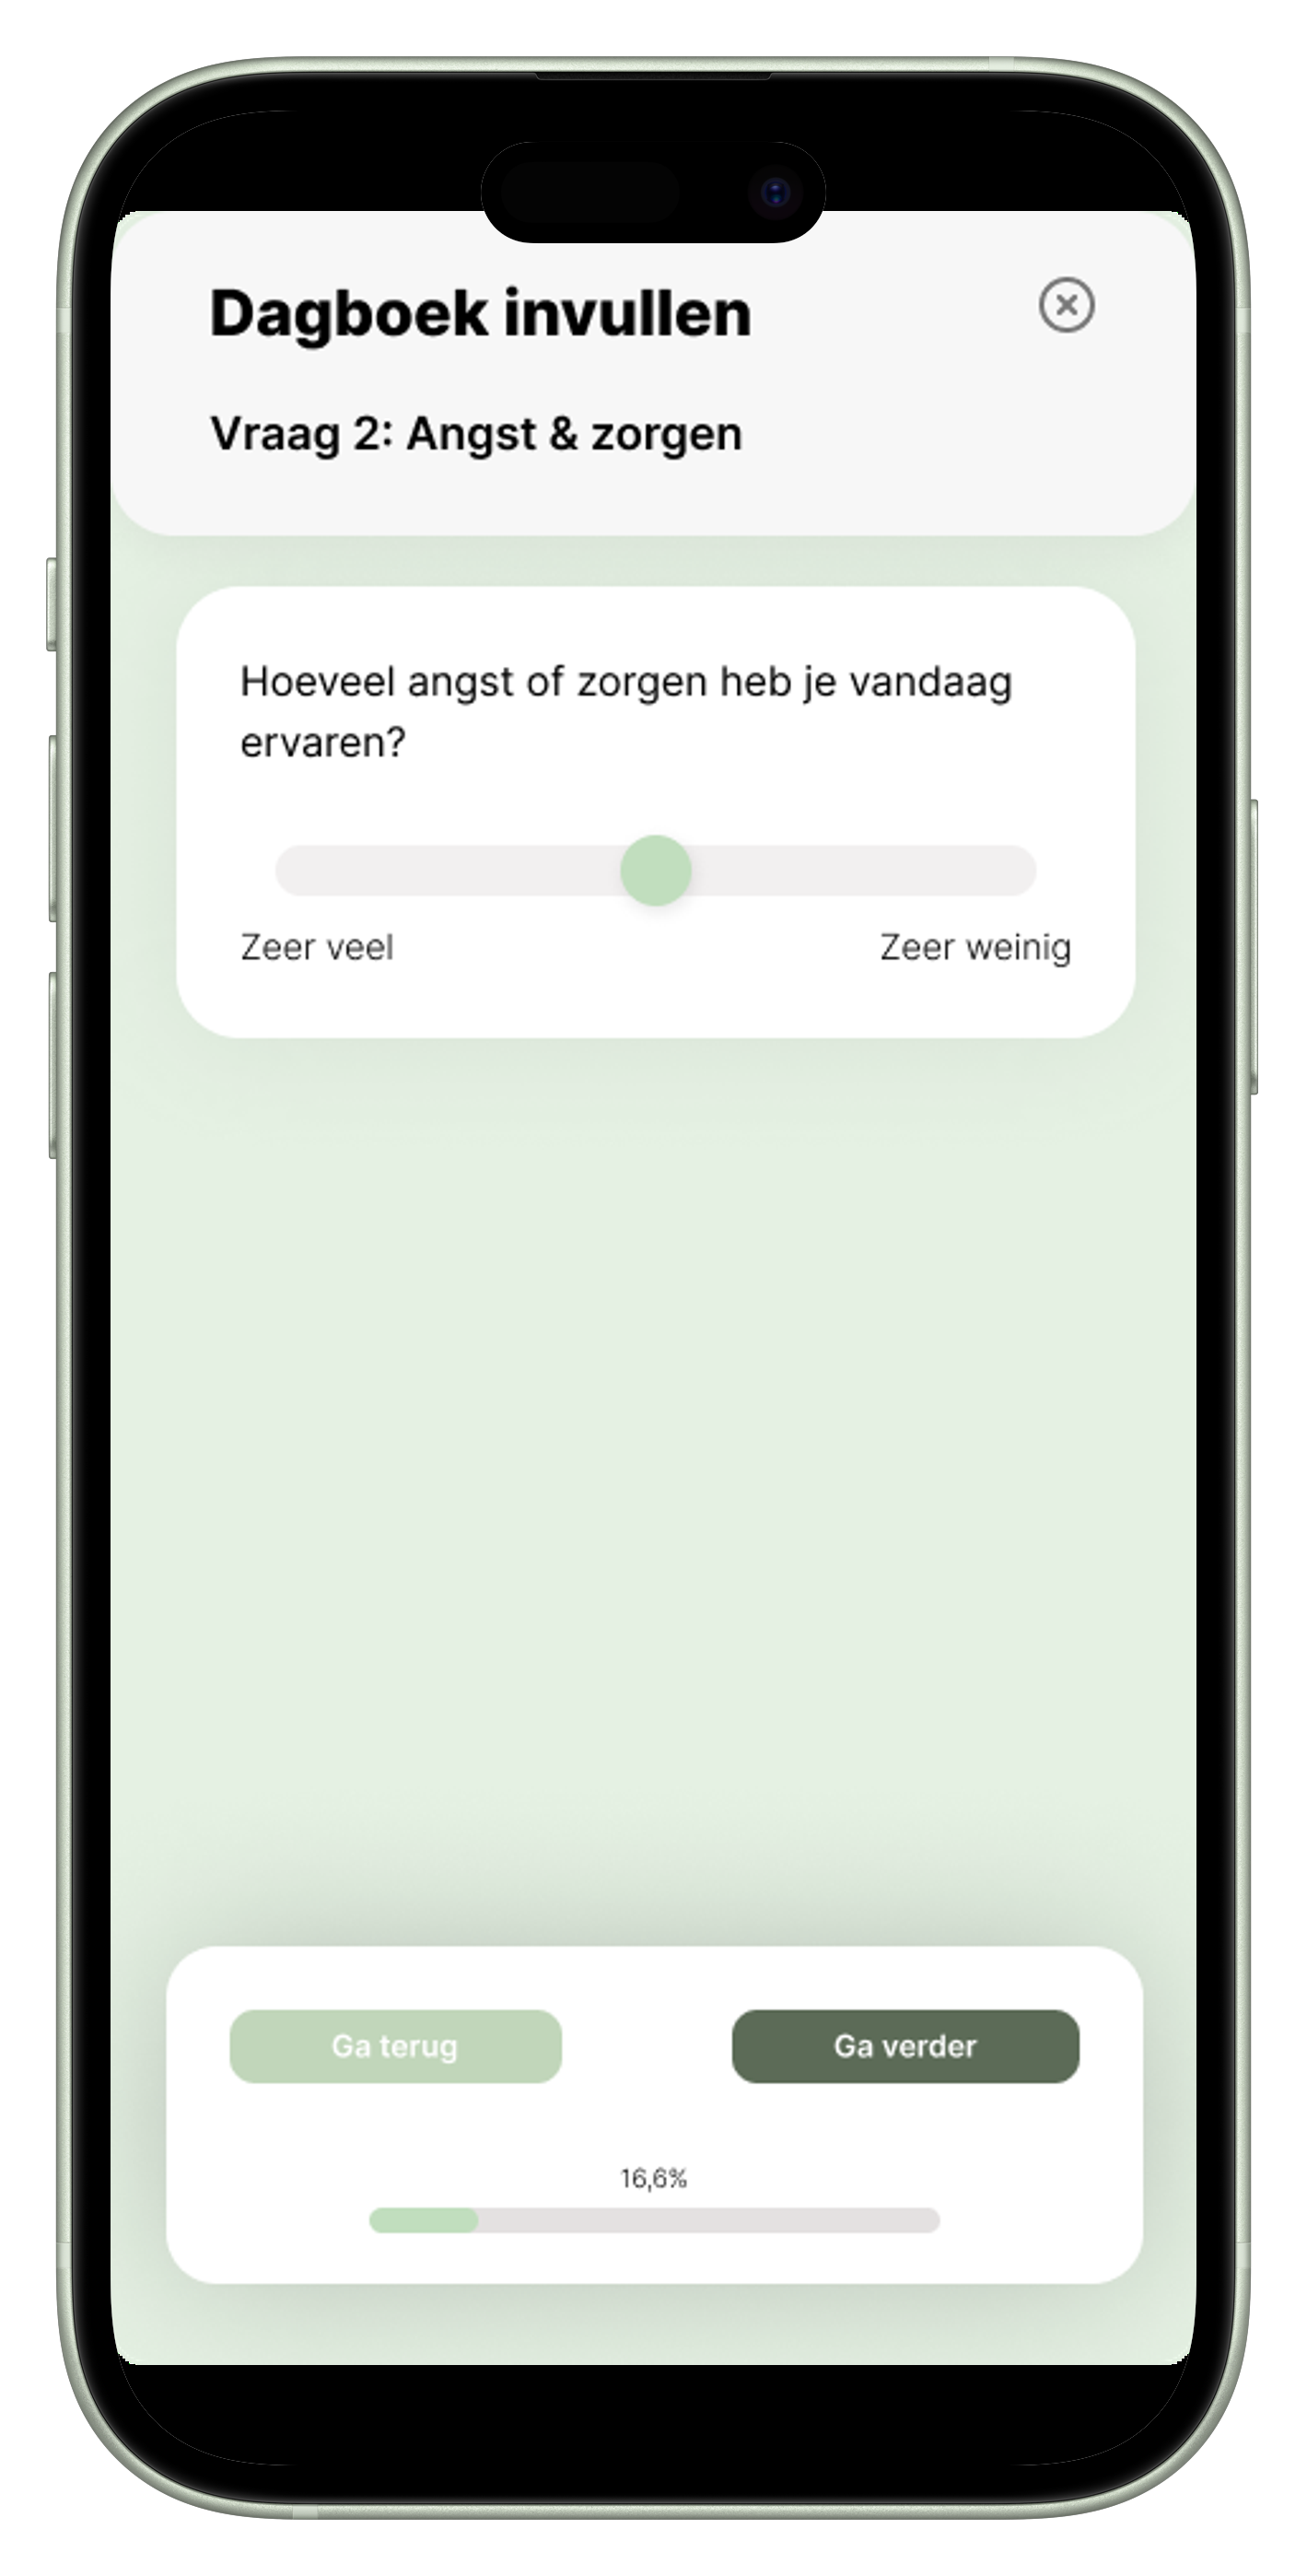 Dagboek invullen
Vraag 2: Angst & zorgen
Hoeveel angst of zorgen heb je vandaag
ervaren?
Zeer veel
Zeer weinig
Ga terug
Ga verder
16,6%